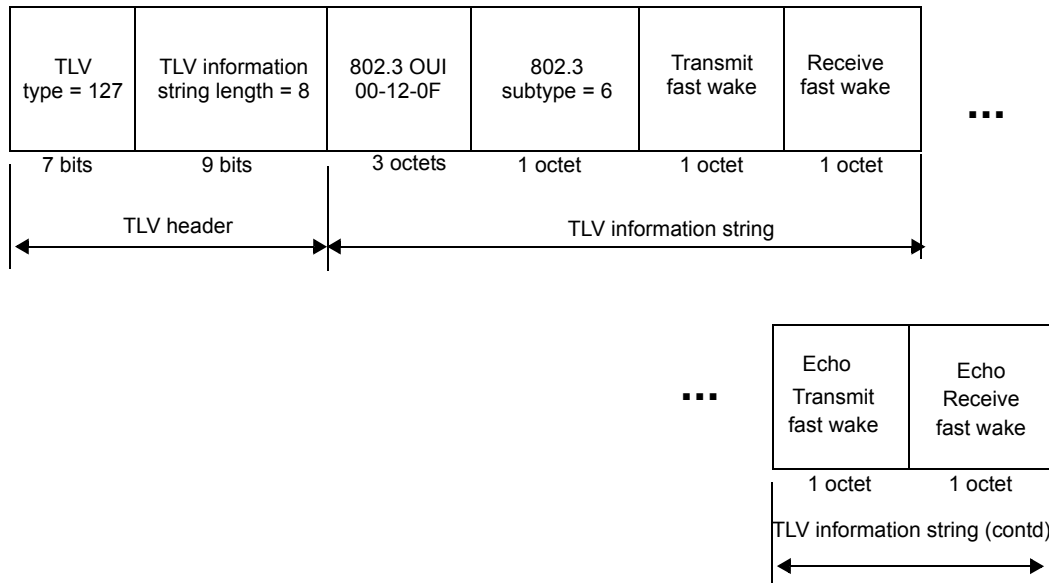 TLV
type = 127
TLV information
string length = 8
802.3 OUI
00-12-0F
802.3
subtype = 6
Transmit
fast wake
Receive
fast wake
...
7 bits
9 bits
3 octets
1 octet
1 octet
1 octet
TLV header
TLV information string
...
Echo
Transmit
fast wake
Echo
Receive
fast wake
1 octet
1 octet
TLV information string (contd)